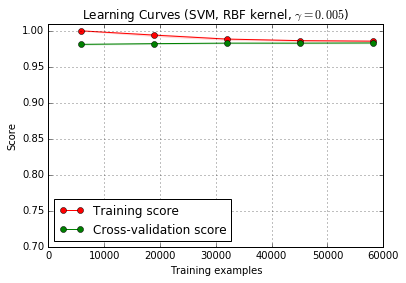 Learning Curves (SVM, RBF kernel, γ = 0.005)
1.00
0.95
0.90
0.85
0.80
0.75
0.70
Score
Training score
Cross-validation score
0 10000 20000 30000 40000 50000 60000
Training examples